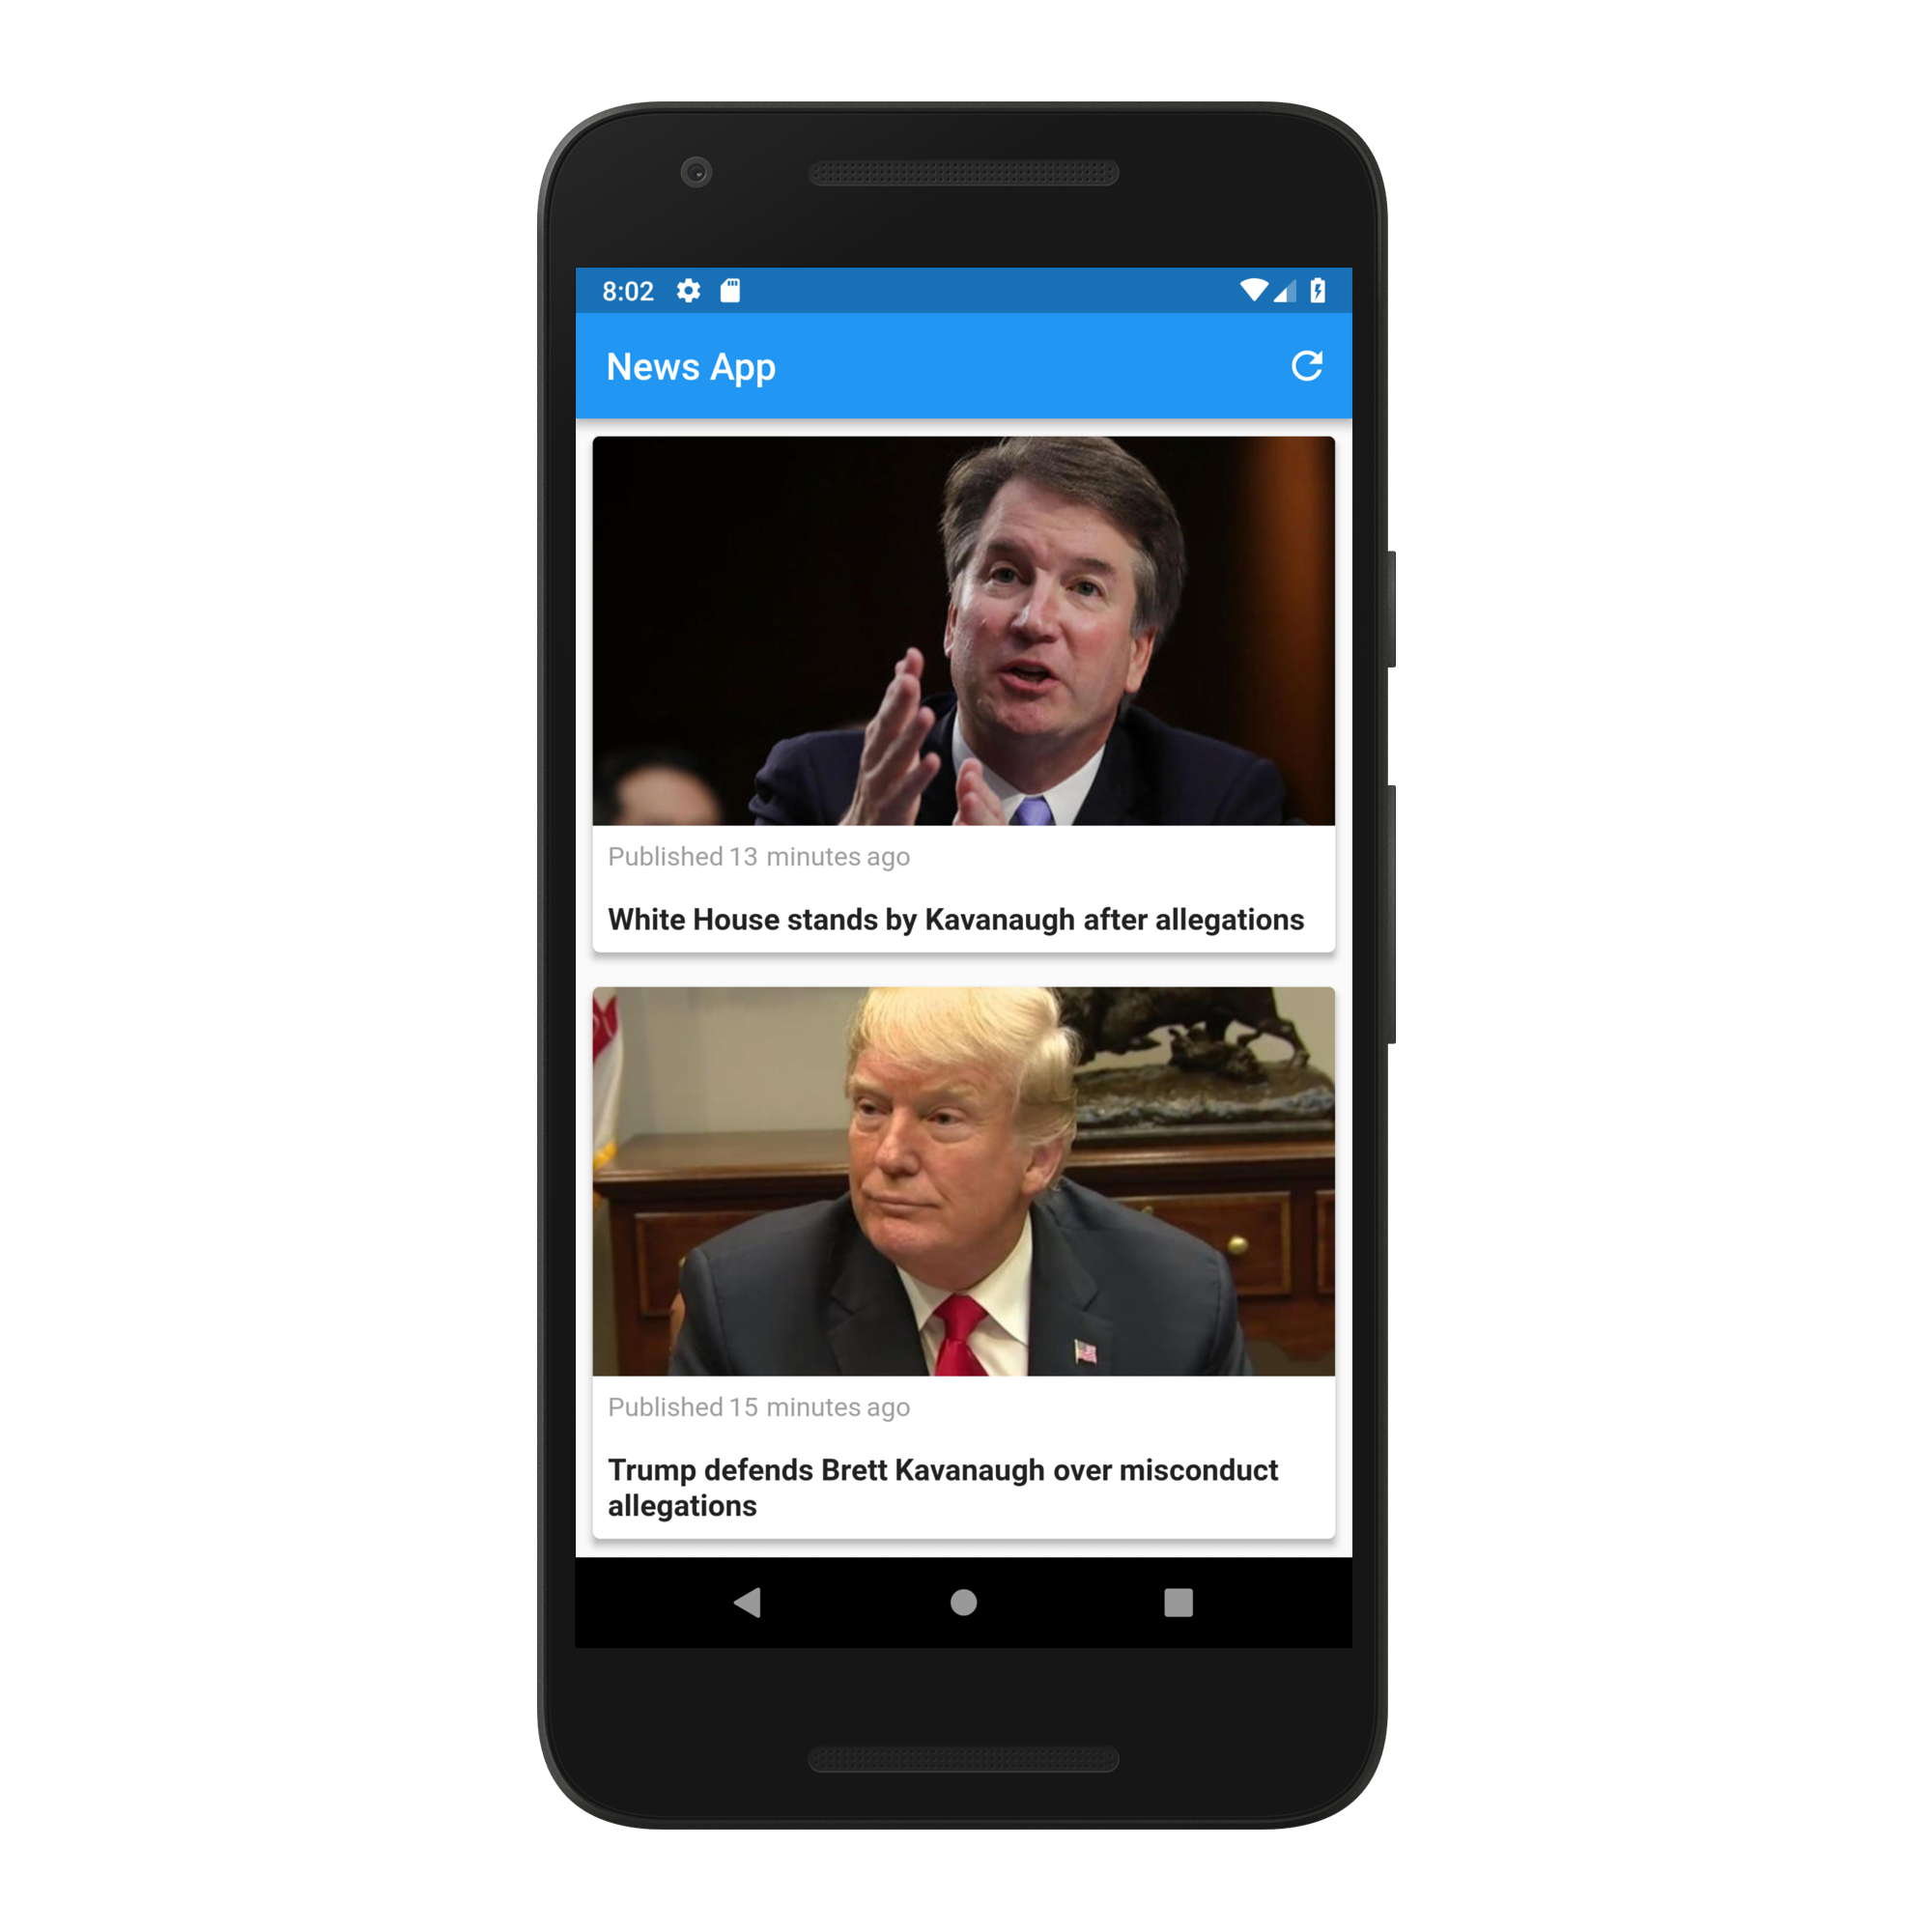 8:02
News App
Published 13 minutes ago
White House stands by Kavanaugh after allegations
Published 15 minutes ago
Trump defends Brett Kavanaugh over misconduct
allegations